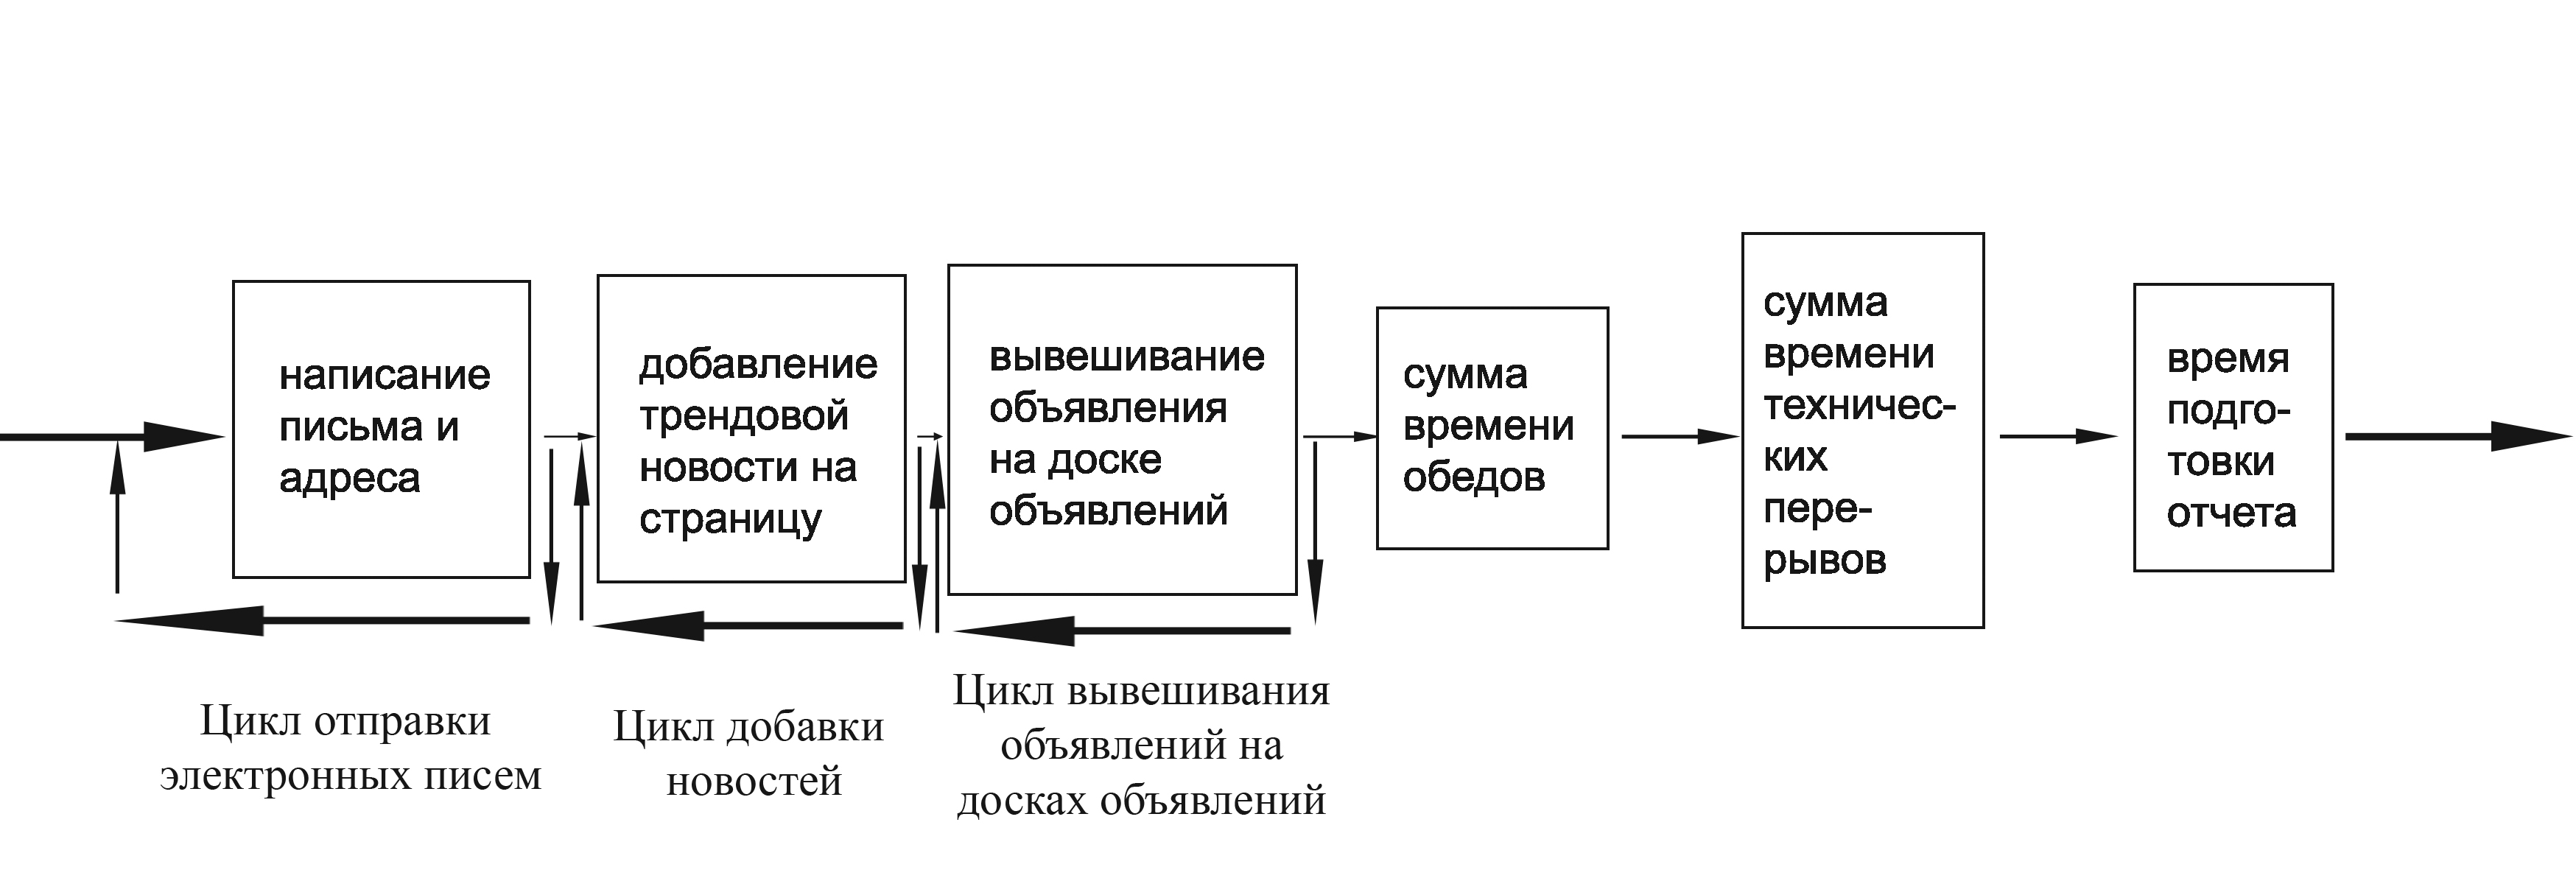 написание
письма и
адреса
добавление
трендовой
новости на
страницу
вывешивание
объявления
на доске
объявлений
сумма
времени
обедов
сумма
времени
техничес-
ких
пере-
рывов
время
подго-
товки
отчета
Цикл отправки
электронных писем
Цикл добавки
новостей
Цикл вывешивания
объявлений на
досках объявлений